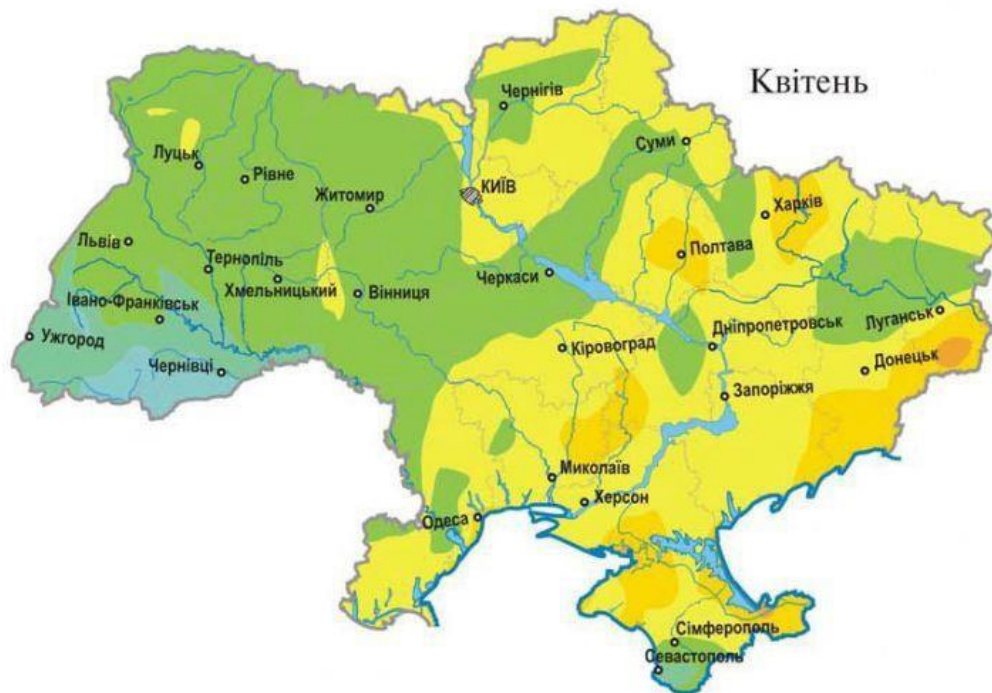 Квітень
Чернігів
Суми
Луцьк
Рівне
КИЇВ
Житомир
Харків
Львів
Полтава
Тернопіль
Черкаси
Хмельницький
Вінниця
Івано-Франківськ
Луганськ
Дніпропетровськ
Ужгород
Кіровоград
Донецьк
Чернівці
Запоріжжя
Миколаїв
Херсон
Одеса
Сімферополь
Севастополь